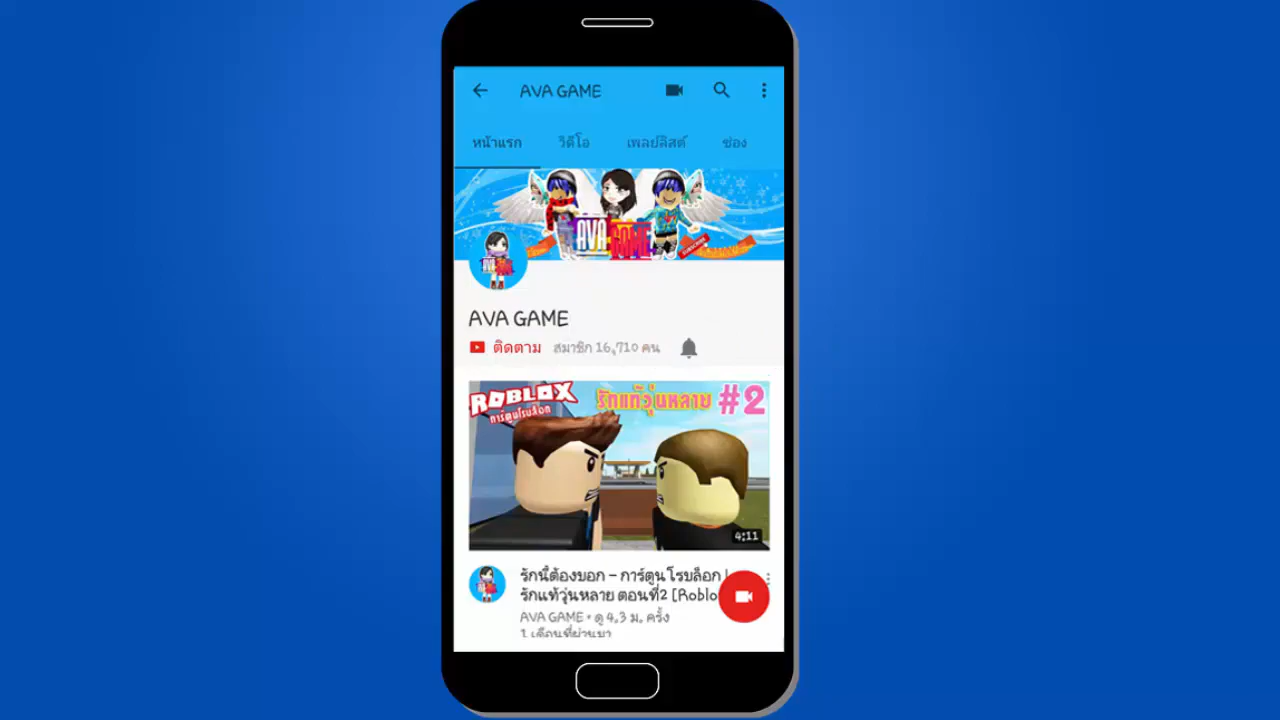 AVA GAME
หน้าแรก วิดีโอ เพลย์ลิสต์ ช่อง
AVA GAME
SUBSCRIBE
AVA GAME
ติดตาม สมาชิก 16,710 คน
ROBLOX รักแท้วุ่นหลาย #2
การ์ตูนโรบล็อก
4:11
รักนี้ต้องบอก - การ์ตูน โรบล็อก |
รักแท้วุ่นหลาย ตอนที่2 [Roblo
AVA GAME • ดู 4.3 ม. ครั้ง
1 เดือนที่ผ่านมา